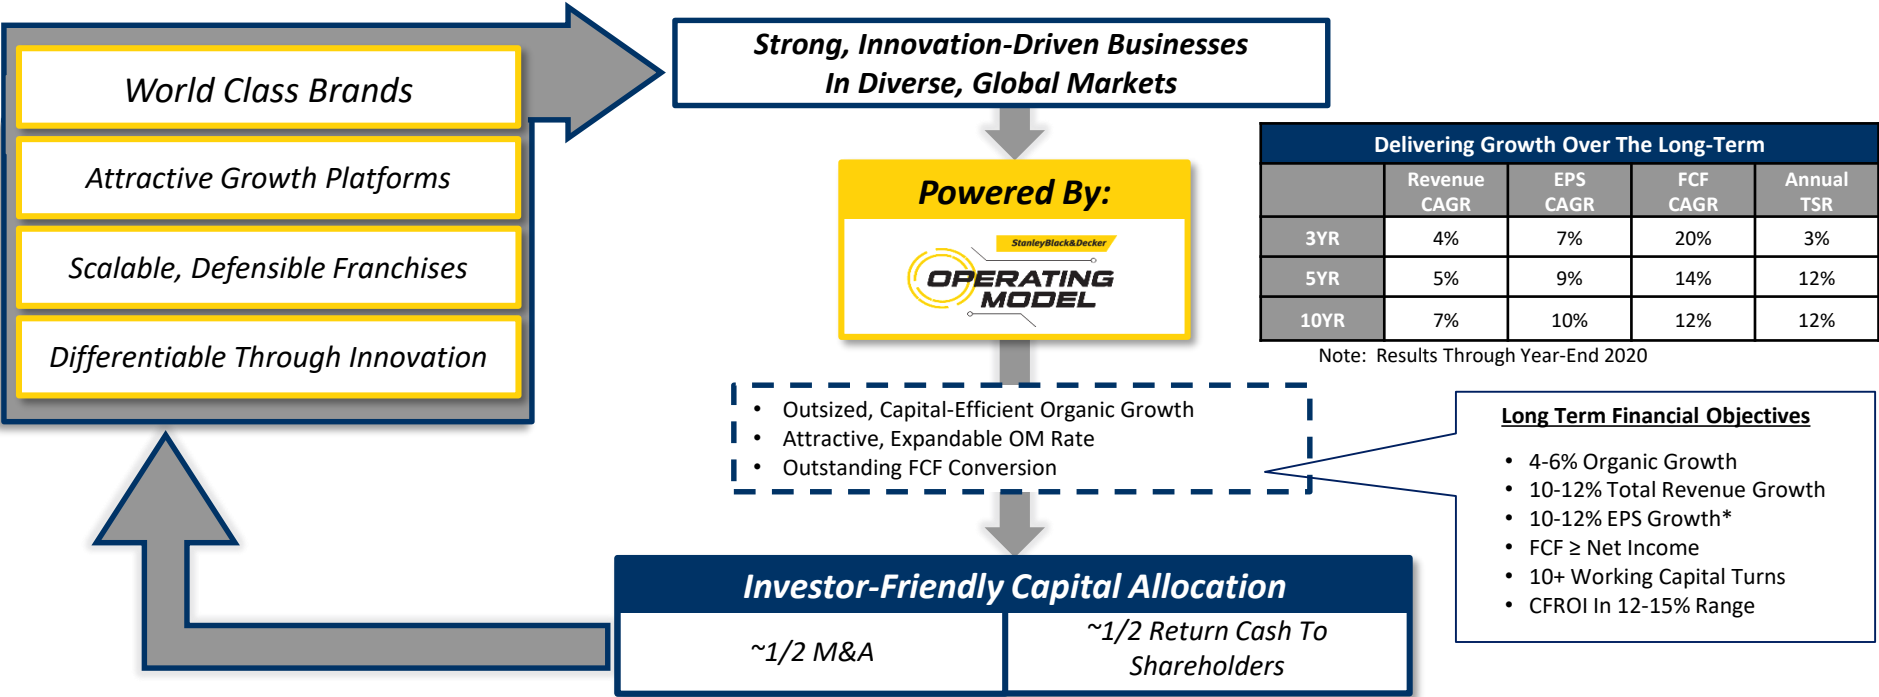 World Class Brands
Attractive Growth Platforms
Scalable, Defensible Franchises
Differentiable Through Innovation
Strong, Innovation-Driven Businesses
In Diverse, Global Markets
Powered By:
StanleyBlack&Decker
OPERATING
MODEL
Delivering Growth Over The Long-Term
Revenue CAGR EPS CAGR FCF CAGR Annual TSR
3YR 4% 7% 20% 3%
5YR 5% 9% 14% 12%
10YR 7% 10% 12% 12%
Note: Results Through Year-End 2020
• Outsized, Capital-Efficient Organic Growth
• Attractive, Expandable OM Rate
• Outstanding FCF Conversion
Long Term Financial Objectives
• 4-6% Organic Growth
• 10-12% Total Revenue Growth
• 10-12% EPS Growth*
• FCF ≥ Net Income
• 10+ Working Capital Turns
• CFROI In 12-15% Range
Investor-Friendly Capital Allocation
~1/2 M&A
~1/2 Return Cash To
Shareholders